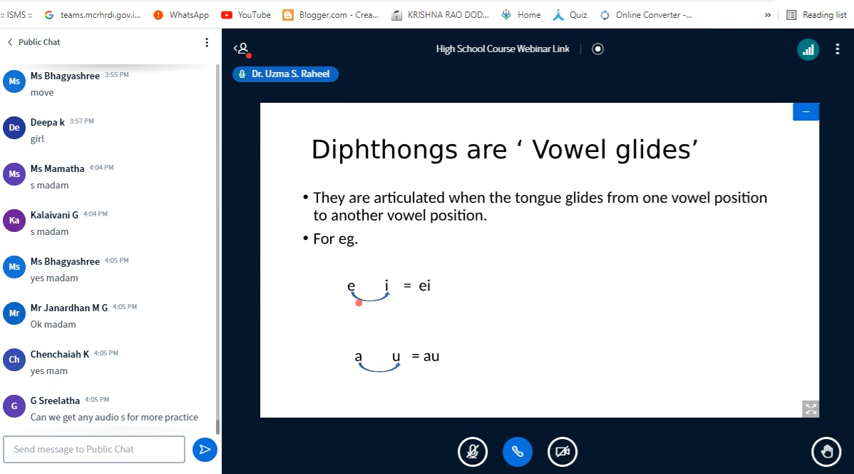 :: ISMS ::
teams.mcrhrdi.gov.i...
WhatsApp
YouTube
Blogger.com - Crea...
KRISHNA RAO DOD...
Home
Quiz
Online Converter -...
»
Reading list
Public Chat
Ms
Ms Bhagyashree 3:55 PM
move
De
Deepa k 3:57 PM
girl
Ms
Ms Mamatha 4:04 PM
s madam
Ka
Kalaivani G 4:04 PM
s madam
Ms
Ms Bhagyashree 4:05 PM
yes madam
Mr
Mr Janardhan M G 4:05 PM
Ok madam
Ch
Chenchaiah K 4:05 PM
yes mam
G
G Sreelatha 4:05 PM
Can we get any audio s for more practice
Send message to Public Chat
High School Course Webinar Link
Dr. Uzma S. Raheel
Diphthongs are ‘ Vowel glides’
• They are articulated when the tongue glides from one vowel position
to another vowel position.
• For eg.
e i = ei
a u = au